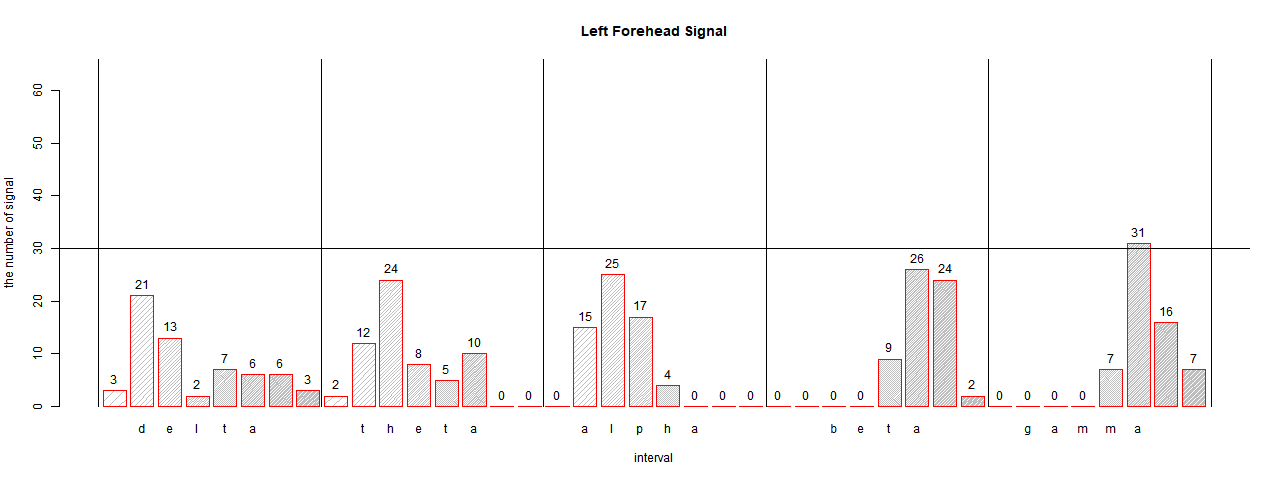 Left Forehead Signal
the number of signal
60
50
40
30
20
10
0
3 21 13 2 7 6 6 3 2 12 24 8 5 10 0 0 0 15 25 17 4 0 0 0 0 0 0 0 9 26 24 2 0 0 0 0 7 31 16 7
d e l t a t h e t a a l p h a b e t a g a m m a
interval